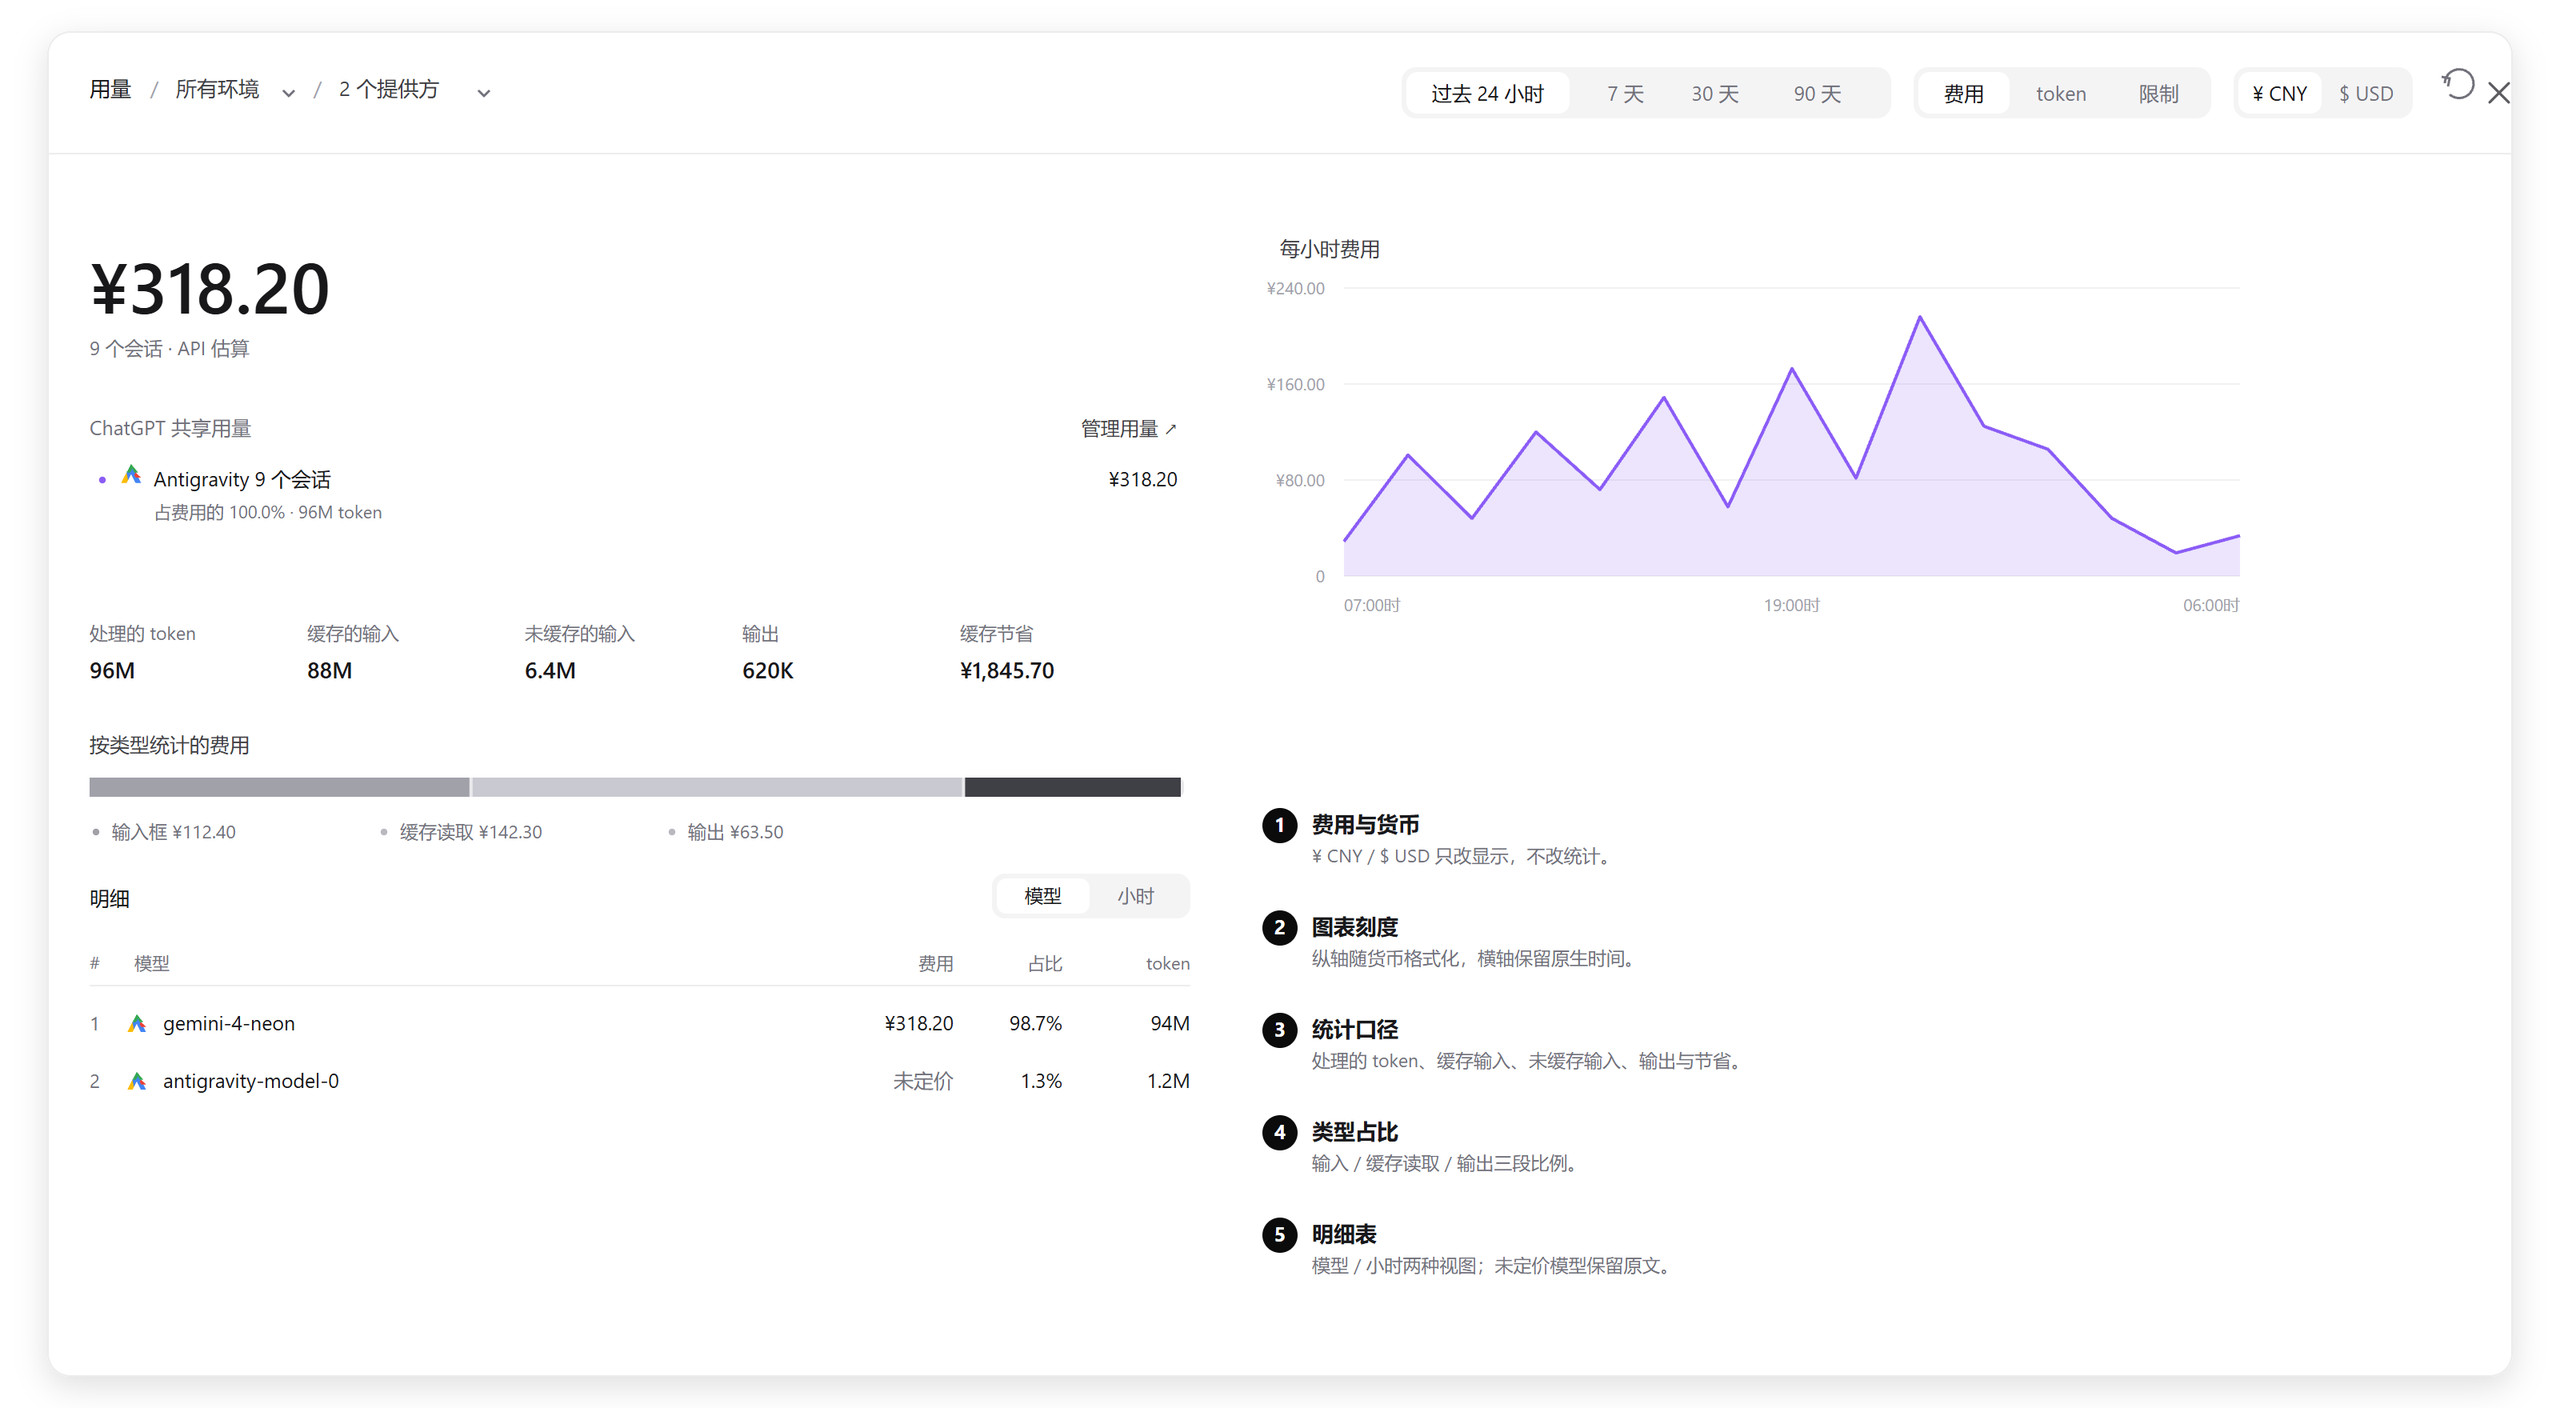 用量 / 所有环境 / 2 个提供方
过去 24 小时 7 天 30 天 90 天
费用 token 限制
¥ CNY $ USD
¥318.20
9 个会话 · API 估算
ChatGPT 共享用量 管理用量 ↗
Antigravity 9 个会话 ¥318.20
占费用的 100.0% · 96M token
处理的 token 缓存的输入 未缓存的输入 输出 缓存节省
96M 88M 6.4M 620K ¥1,845.70
按类型统计的费用
输入框 ¥112.40 缓存读取 ¥142.30 输出 ¥63.50
明细 模型 小时
# 模型 费用 占比 token
1 gemini-4-neon ¥318.20 98.7% 94M
2 antigravity-model-0 未定价 1.3% 1.2M
每小时费用
¥240.00
¥160.00
¥80.00
0
07:00时 19:00时 06:00时
1 费用与货币
¥ CNY / $ USD 只改显示，不改统计。
2 图表刻度
纵轴随货币格式化，横轴保留原生时间。
3 统计口径
处理的 token、缓存输入、未缓存输入、输出与节省。
4 类型占比
输入 / 缓存读取 / 输出三段比例。
5 明细表
模型 / 小时两种视图；未定价模型保留原文。